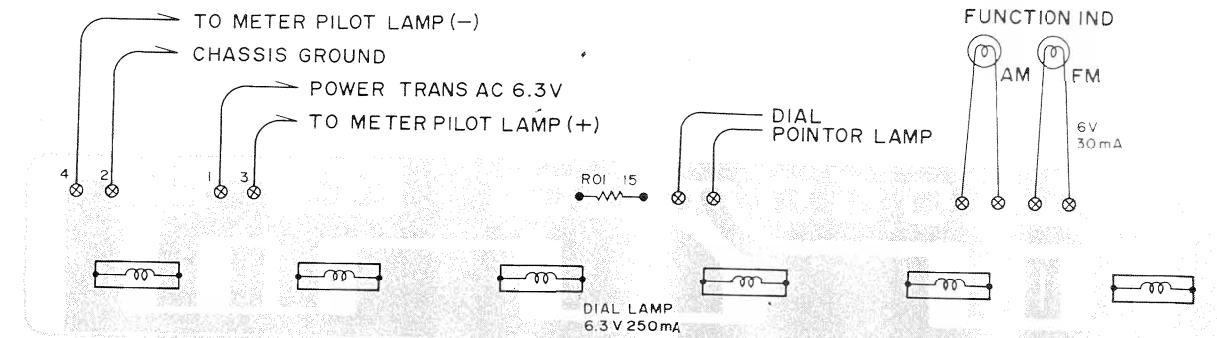 TO METER PILOT LAMP (−)
CHASSIS GROUND
POWER TRANS AC 6.3V
TO METER PILOT LAMP (+)
4
2
1
3
R01 15
DIAL
POINTOR LAMP
FUNCTION IND
AM
FM
6V
30mA
DIAL LAMP
6.3V 250mA